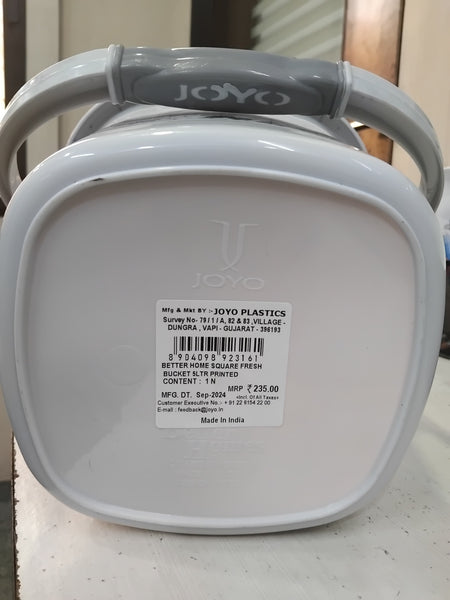 JOYO
JOYO
Mfg & Mkt BY :- JOYO PLASTICS
Survey No- 79 / 1 / A, 82 & 83 ,VILLAGE -
DUNGRA , VAPI - GUJARAT - 396193
8 904098 923161
BETTER HOME SQUARE FRESH
BUCKET 5LTR PRINTED
CONTENT : 1 N
MRP ₹ 235.00
MFG. DT. Sep-2024 <Incl. Of All Taxes>
Customer Executive No.:- + 91 22 6154 22 00
E-mail : feedback@joyo.in
Made In India